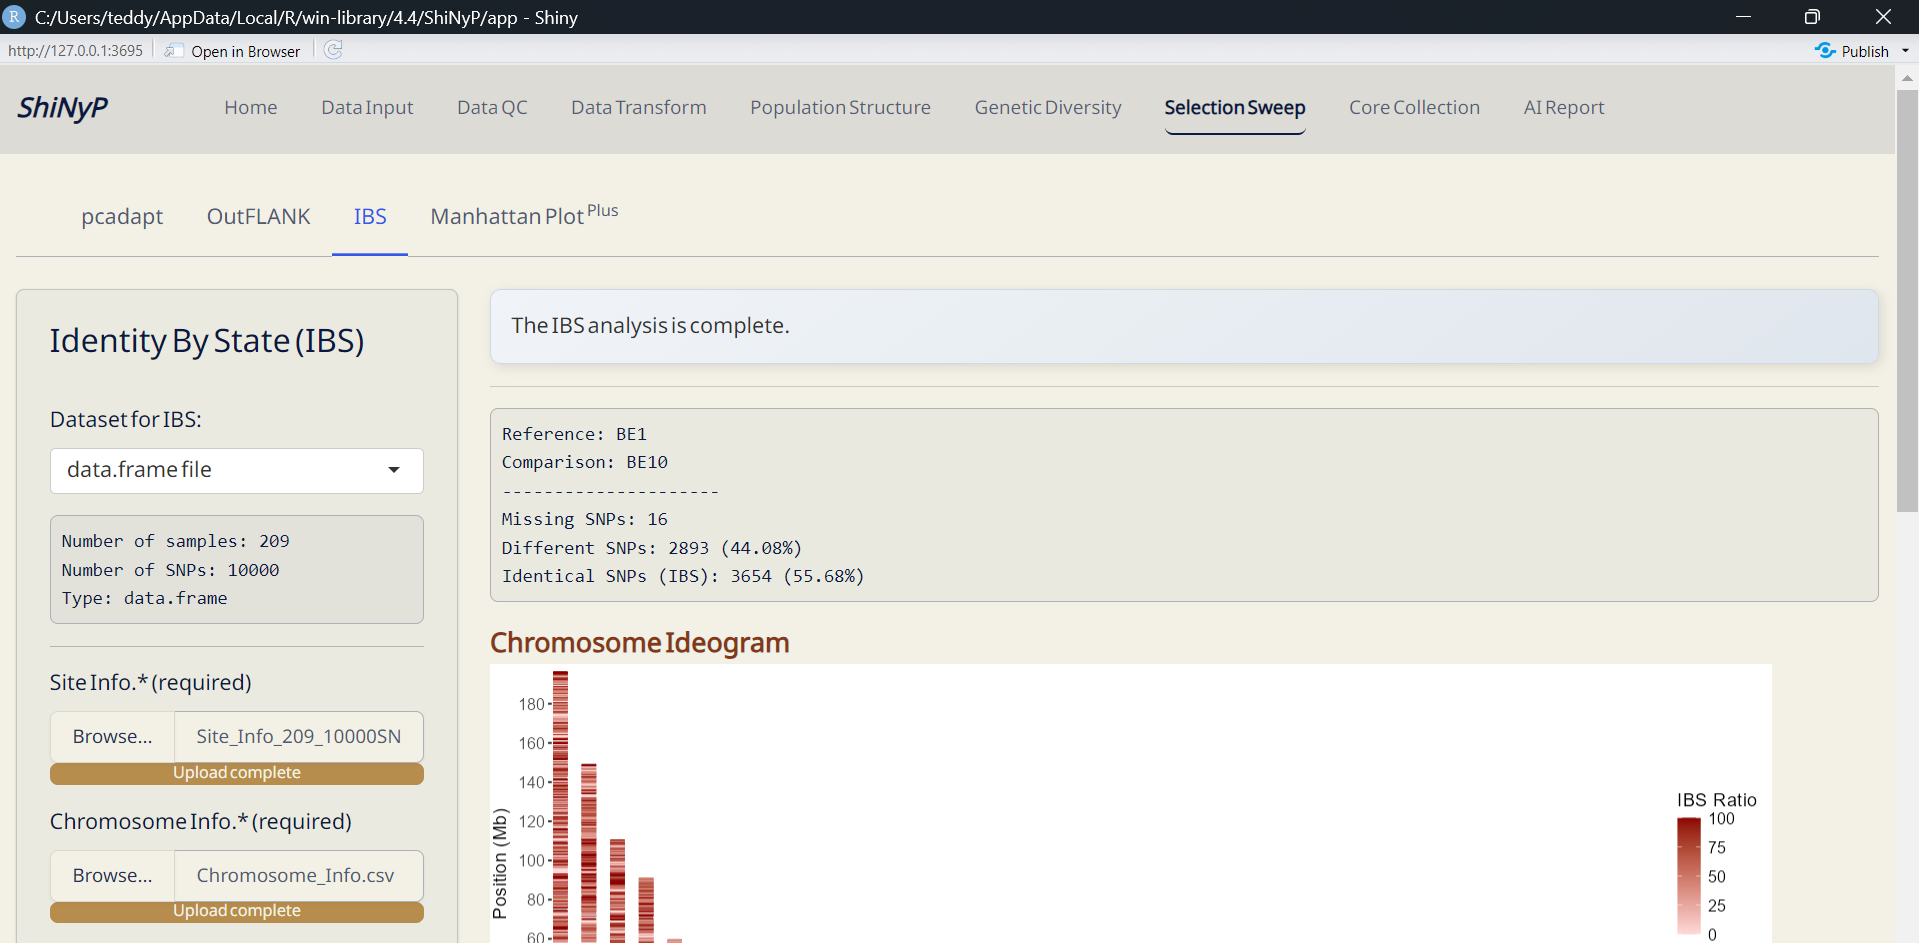 C:/Users/teddy/AppData/Local/R/win-library/4.4/ShiNyP/app - Shiny
http://127.0.0.1:3695 Open in Browser Publish
ShiNyP Home Data Input Data QC Data Transform Population Structure Genetic Diversity Selection Sweep Core Collection AI Report
pcadapt OutFLANK IBS Manhattan Plot Plus
Identity By State (IBS)
Dataset for IBS:
data.frame file
Number of samples: 209
Number of SNPs: 10000
Type: data.frame
Site Info.* (required)
Browse... Site_Info_209_10000SN
Upload complete
Chromosome Info.* (required)
Browse... Chromosome_Info.csv
Upload complete
The IBS analysis is complete.
Reference: BE1
Comparison: BE10
---------------------
Missing SNPs: 16
Different SNPs: 2893 (44.08%)
Identical SNPs (IBS): 3654 (55.68%)
Chromosome Ideogram
Position (Mb)
180
160
140
120
100
80
60
IBS Ratio
100
75
50
25
0